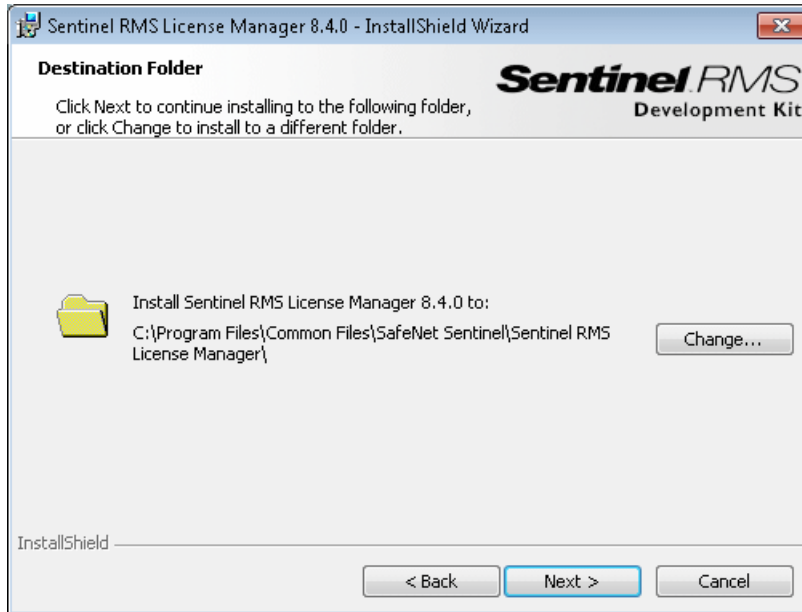 Sentinel RMS License Manager 8.4.0 - InstallShield Wizard
Destination Folder
Click Next to continue installing to the following folder,
or click Change to install to a different folder.
Sentinel.RMS
Development Kit
Install Sentinel RMS License Manager 8.4.0 to:
C:\Program Files\Common Files\SafeNet Sentinel\Sentinel RMS
License Manager\
Change...
InstallShield
< Back
Next >
Cancel